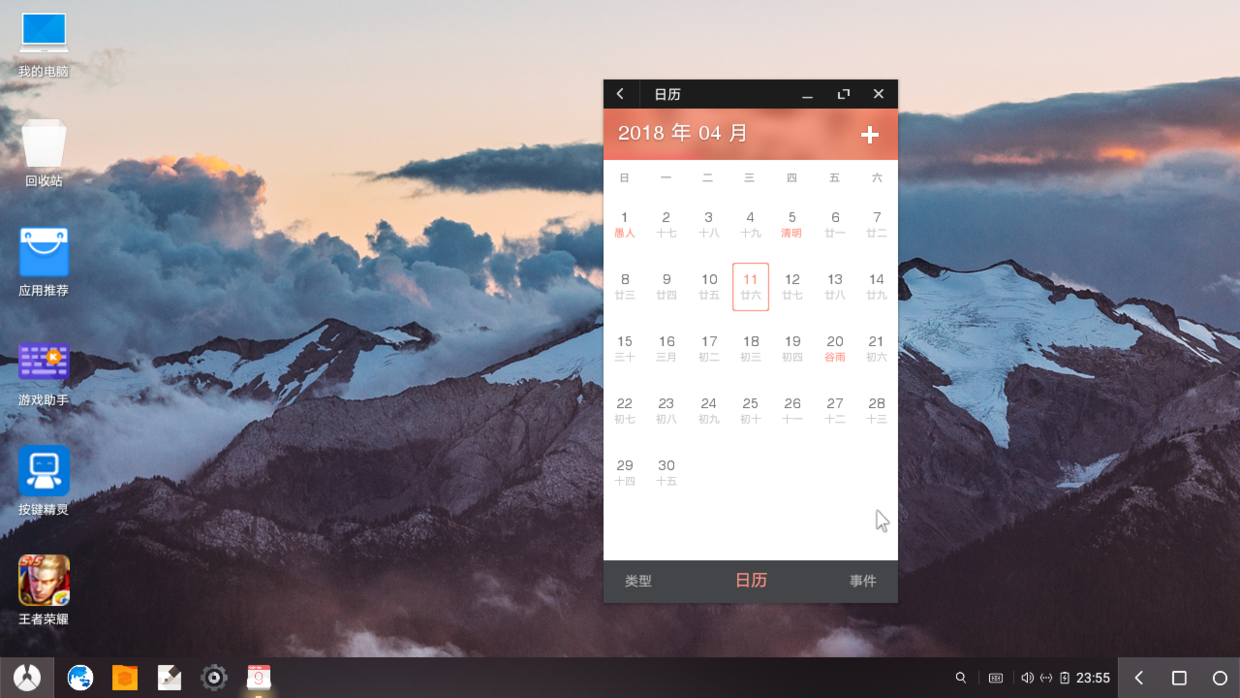 我的电脑
回收站
应用推荐
游戏助手
按键精灵
王者荣耀
日历
2018 年 04 月
日 一 二 三 四 五 六
1 2 3 4 5 6 7
愚人 十七 十八 十九 清明 廿一 廿二
8 9 10 11 12 13 14
廿三 廿四 廿五 廿六 廿七 廿八 廿九
15 16 17 18 19 20 21
三十 三月 初二 初三 初四 谷雨 初六
22 23 24 25 26 27 28
初七 初八 初九 初十 十一 十二 十三
29 30
十四 十五
类型 日历 事件
9
23:55